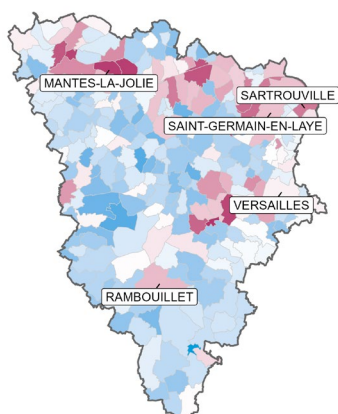 MANTES-LA-JOLIE
SARTROUVILLE
SAINT-GERMAIN-EN-LAYE
VERSAILLES
RAMBOUILLET